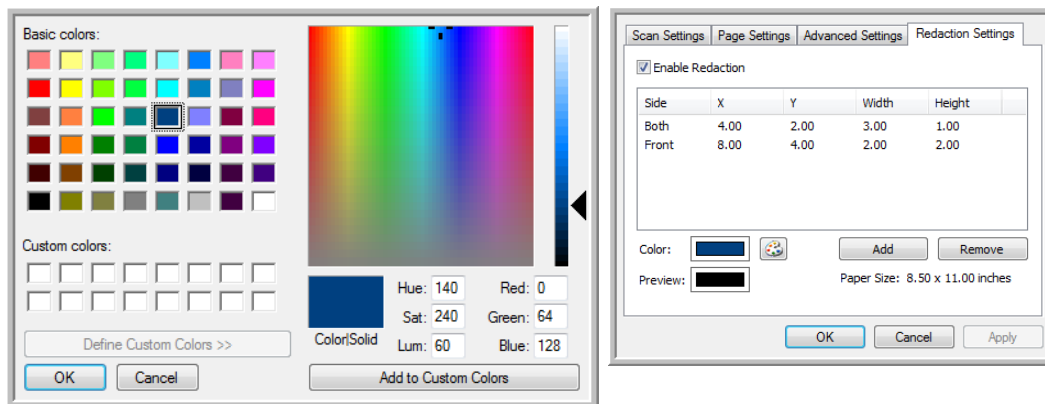 Basic colors:
Custom colors:
Define Custom Colors >>
OK Cancel
Color|Solid
Hue: 140 Red: 0
Sat: 240 Green: 64
Lum: 60 Blue: 128
Add to Custom Colors
Scan Settings Page Settings Advanced Settings Redaction Settings
Enable Redaction
Side X Y Width Height
Both 4.00 2.00 3.00 1.00
Front 8.00 4.00 2.00 2.00
Color: Add Remove
Preview: Paper Size: 8.50 x 11.00 inches
OK Cancel Apply